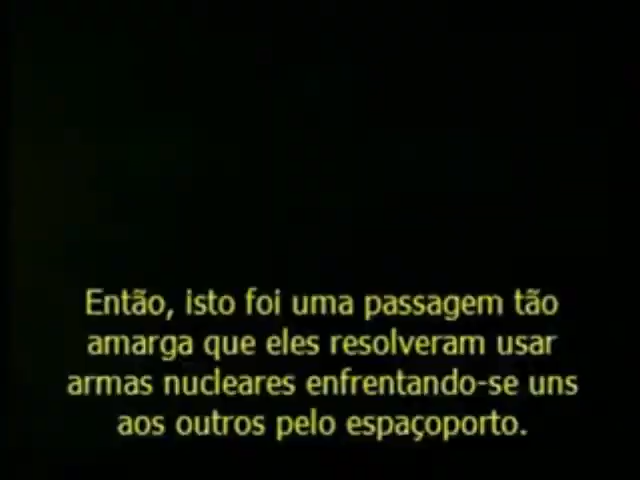 Então, isto foi uma passagem tão
amarga que eles resolveram usar
armas nucleares enfrentando-se uns
aos outros pelo espaçoporto.